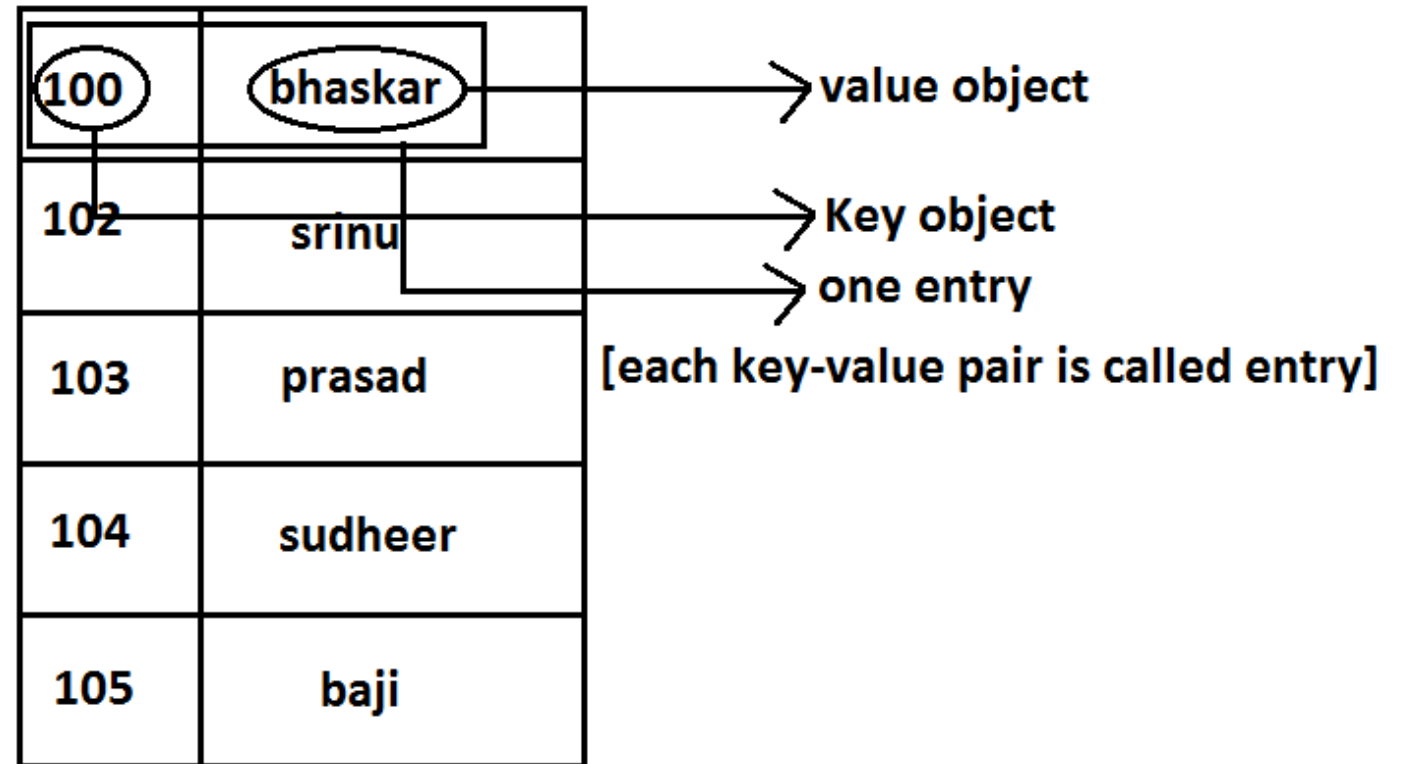 100 bhaskar value object
102 srinu Key object
one entry
103 prasad [each key-value pair is called entry]
104 sudheer
105 baji